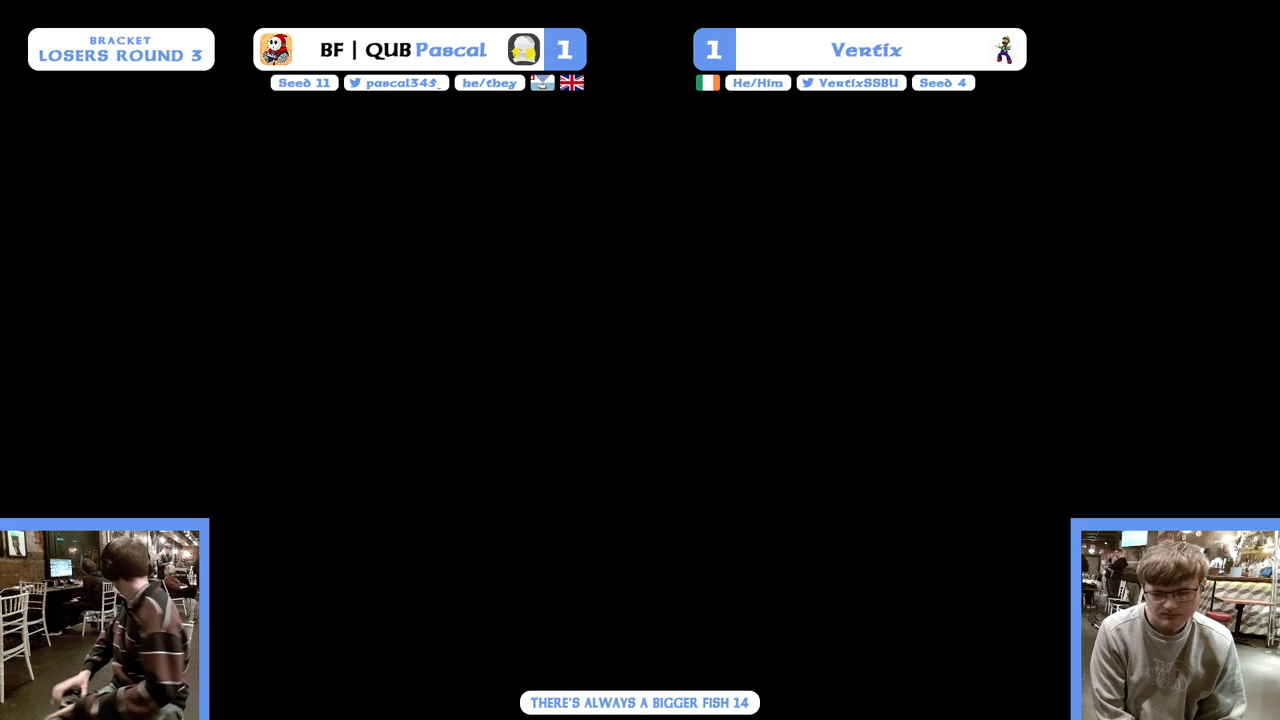 BRACKET
LOSERS ROUND 3
BF | QUB Pascal
1
Seed 11
pascal345_
he/they
1
Vertix
He/Him
VertixSSBU
Seed 4
THERE'S ALWAYS A BIGGER FISH 14